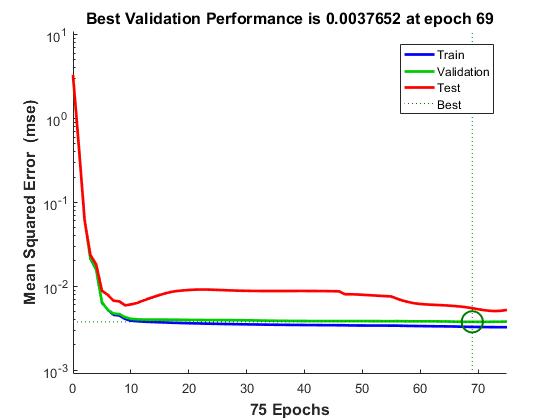 Best Validation Performance is 0.0037652 at epoch 69
Mean Squared Error (mse)
10^1
10^0
10^-1
10^-2
10^-3
Train
Validation
Test
Best
0 10 20 30 40 50 60 70
75 Epochs